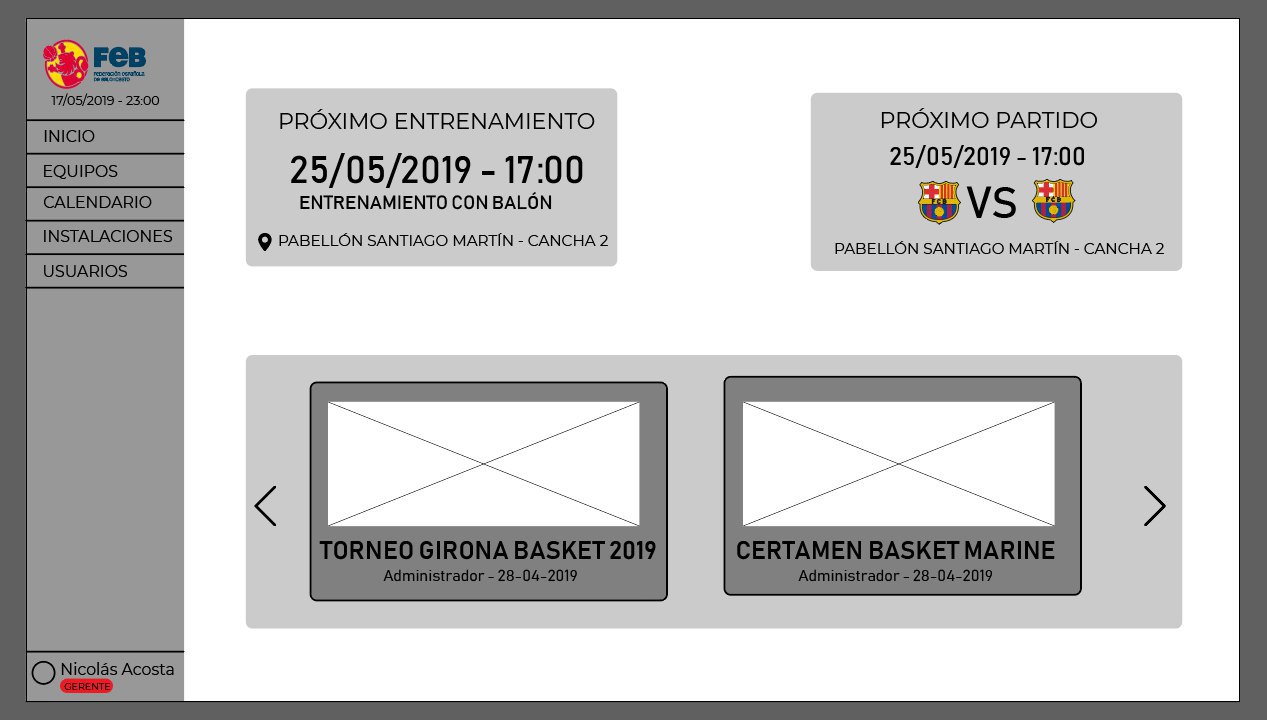 FEB
FEDERACIÓN ESPAÑOLA
DE BALONCESTO
17/05/2019 - 23:00
INICIO
EQUIPOS
CALENDARIO
INSTALACIONES
USUARIOS
Nicolás Acosta
GERENTE
PRÓXIMO ENTRENAMIENTO
25/05/2019 - 17:00
ENTRENAMIENTO CON BALÓN
PABELLÓN SANTIAGO MARTÍN - CANCHA 2
PRÓXIMO PARTIDO
25/05/2019 - 17:00
FCB VS FCB
PABELLÓN SANTIAGO MARTÍN - CANCHA 2
TORNEO GIRONA BASKET 2019
Administrador - 28-04-2019
CERTAMEN BASKET MARINE
Administrador - 28-04-2019